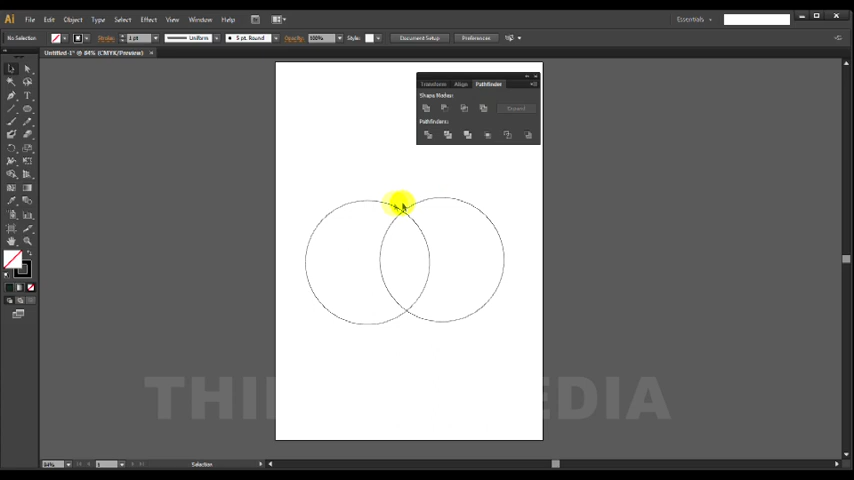 Ai File Edit Object Type Select Effect View Window Help Br Essentials
No Selection Stroke: 1 pt Uniform 5 pt. Round Opacity: 100% Style: Document Setup Preferences
Untitled-1* @ 84% (CMYK/Preview) ×
Transform Align Pathfinder
Shape Modes:
Expand
Pathfinders:
84% 1 Selection